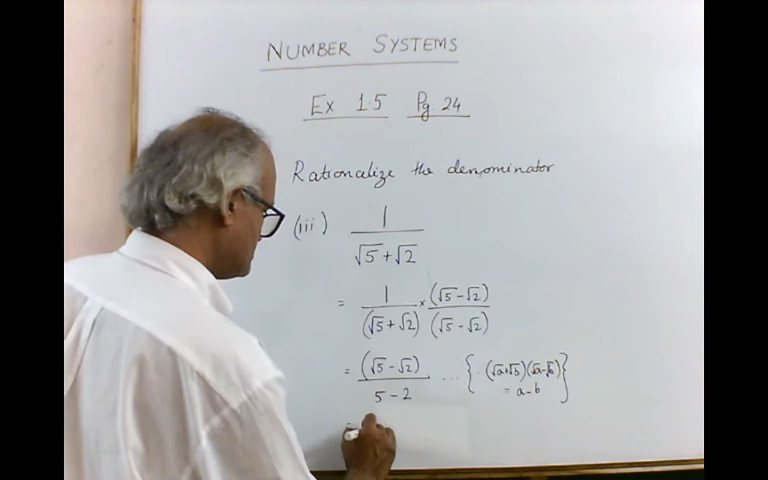 NUMBER SYSTEMS
Ex 1.5 Pg 24
Rationalize the denominator
(iii) 1 / (√5 + √2)
= 1 / (√5 + √2) × (√5 - √2) / (√5 - √2)
= (√5 - √2) / (5 - 2) ... { ∵ (√a+√b)(√a-√b)
= a - b }